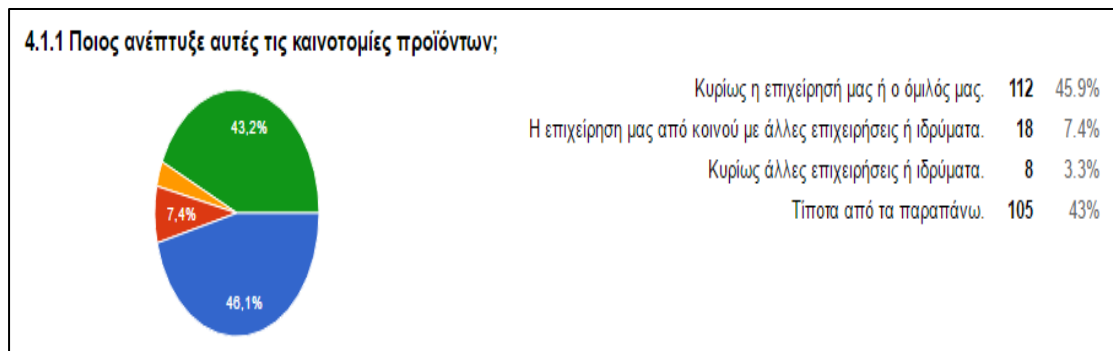 4.1.1 Ποιος ανέπτυξε αυτές τις καινοτομίες προϊόντων;
43,2%
7,4%
46,1%
Κυρίως η επιχείρησή μας ή ο όμιλός μας. 112 45.9%
Η επιχείρηση μας από κοινού με άλλες επιχειρήσεις ή ιδρύματα. 18 7.4%
Κυρίως άλλες επιχειρήσεις ή ιδρύματα. 8 3.3%
Τίποτα από τα παραπάνω. 105 43%